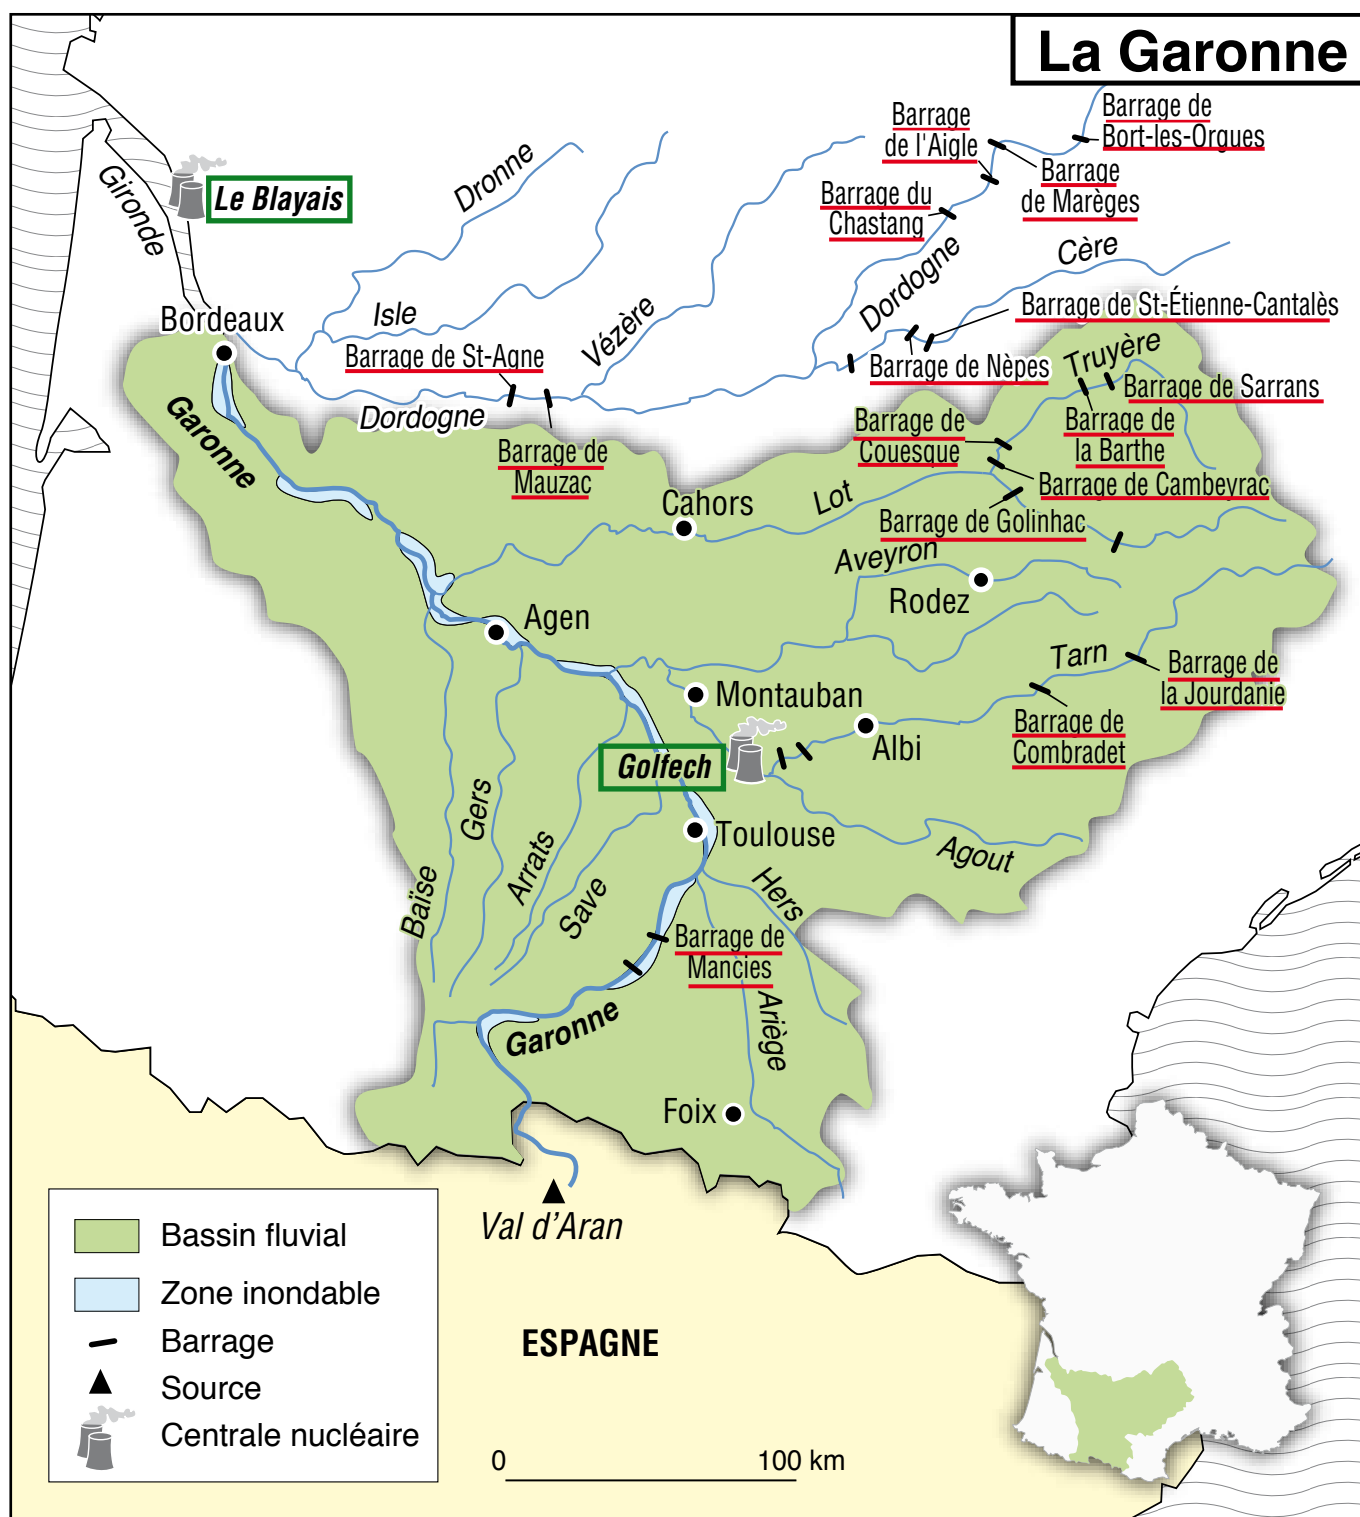 La Garonne
Barrage
de l'Aigle
Barrage de
Bort-les-Orgues
Barrage
de Marèges
Barrage du
Chastang
Dronne
Gironde
Le Blayais
Cère
Dordogne
Isle
Vézère
Bordeaux
Barrage de St-Étienne-Cantalès
Barrage de St-Agne
Barrage de Nèpes
Truyère
Barrage de Sarrans
Dordogne
Garonne
Barrage de
Mauzac
Barrage de
Couesque
Barrage de
la Barthe
Barrage de Cambeyrac
Cahors
Lot
Barrage de Golinhac
Aveyron
Rodez
Agen
Tarn
Barrage de
la Jourdanie
Montauban
Albi
Barrage de
Combradet
Golfech
Gers
Toulouse
Arrats
Agout
Baïse
Save
Hers
Barrage de
Mancies
Garonne
Ariège
Foix
Val d’Aran
ESPAGNE
Bassin fluvial
Zone inondable
Barrage
Source
Centrale nucléaire
0
100 km